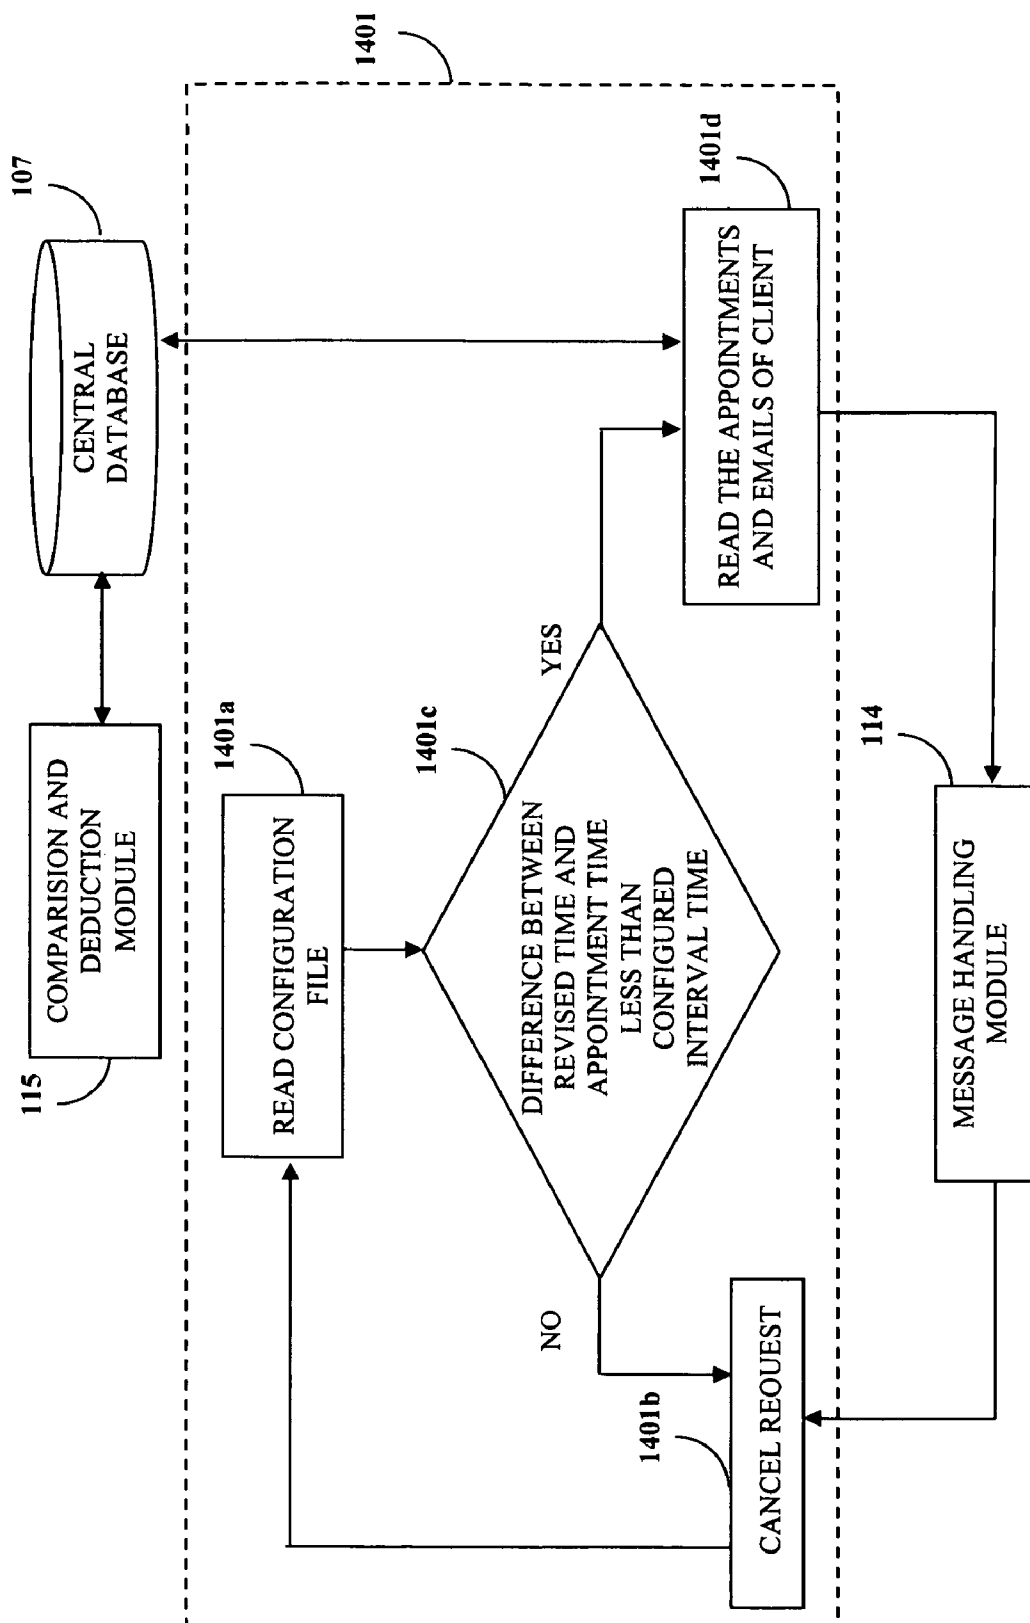 115
COMPARISION AND
DEDUCTION
MODULE
107
CENTRAL
DATABASE
1401
1401a
READ CONFIGURATION
FILE
1401c
DIFFERENCE BETWEEN
REVISED TIME AND
APPOINTMENT TIME
LESS THAN
CONFIGURED
INTERVAL TIME
NO
YES
1401b
CANCEL REQUEST
1401d
READ THE APPOINTMENTS
AND EMAILS OF CLIENT
114
MESSAGE HANDLING
MODULE